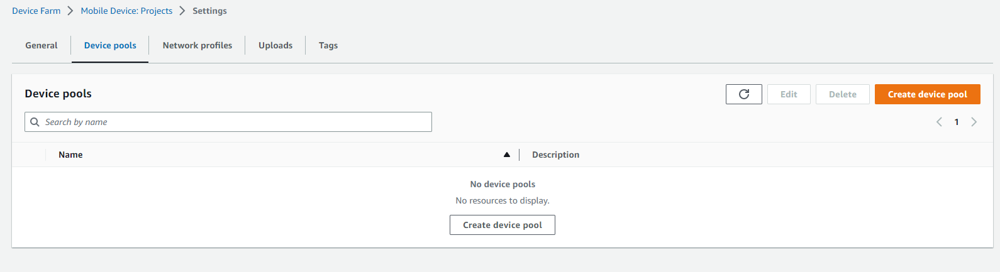 Device Farm > Mobile Device: Projects > Settings
General Device pools Network profiles Uploads Tags
Device pools Edit Delete Create device pool
Search by name 1
Name Description
No device pools
No resources to display.
Create device pool